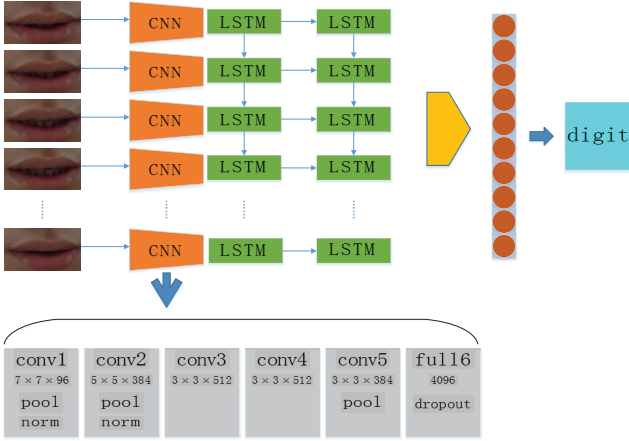 CNN LSTM LSTM
CNN LSTM LSTM
CNN LSTM LSTM
CNN LSTM LSTM
CNN LSTM LSTM
digit
conv1
7×7×96
pool
norm
conv2
5×5×384
pool
norm
conv3
3×3×512
conv4
3×3×512
conv5
3×3×384
pool
full6
4096
dropout